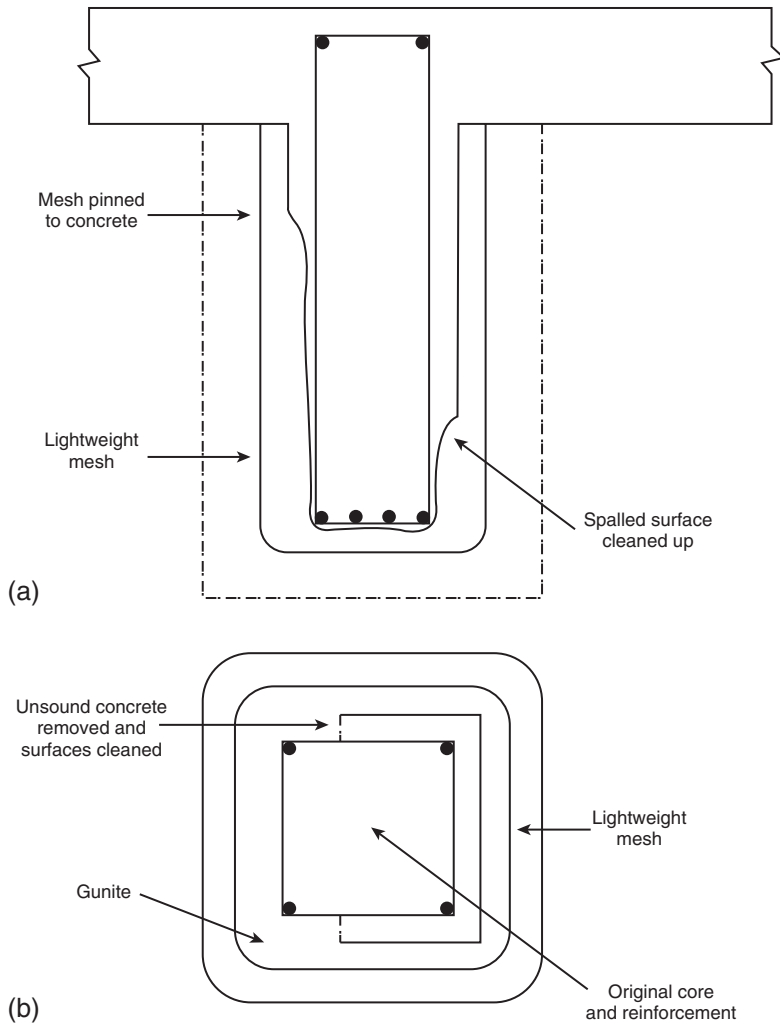 Mesh pinned
to concrete
Lightweight
mesh
Spalled surface
cleaned up
(a)
Unsound concrete
removed and
surfaces cleaned
Lightweight
mesh
Gunite
Original core
and reinforcement
(b)